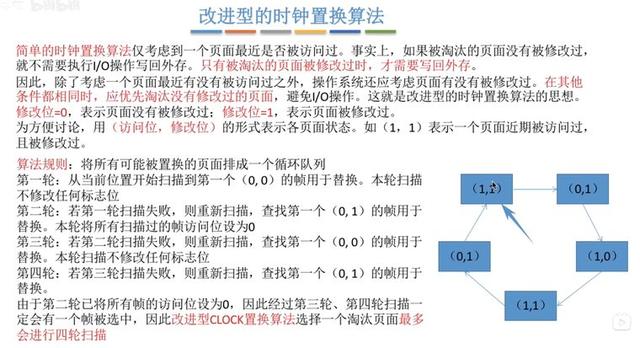 改进型的时钟置换算法
简单的时钟置换算法仅考虑到一个页面最近是否被访问过。事实上，如果被淘汰的页面没有被修改过，
就不需要执行I/O操作写回外存。只有被淘汰的页面被修改过时，才需要写回外存。
因此，除了考虑一个页面最近有没有被访问过之外，操作系统还应考虑页面有没有被修改过。在其他
条件都相同时，应优先淘汰没有修改过的页面，避免I/O操作。这就是改进型的时钟置换算法的思想。
修改位=0，表示页面没有被修改过；修改位=1，表示页面被修改过。
为方便讨论，用（访问位，修改位）的形式表示各页面状态。如（1，1）表示一个页面近期被访问过，
且被修改过。
算法规则：将所有可能被置换的页面排成一个循环队列
第一轮：从当前位置开始扫描到第一个（0,0）的帧用于替换。本轮扫描
不修改任何标志位
第二轮：若第一轮扫描失败，则重新扫描，查找第一个（0,1）的帧用于
替换。本轮将所有扫描过的帧访问位设为0
第三轮：若第二轮扫描失败，则重新扫描，查找第一个（0,0）的帧用于
替换。本轮扫描不修改任何标志位
第四轮：若第三轮扫描失败，则重新扫描，查找第一个（0,1）的帧用于
替换。
由于第二轮已将所有帧的访问位设为0，因此经过第三轮、第四轮扫描一
定会有一个帧被选中，因此改进型CLOCK置换算法选择一个淘汰页面最多
会进行四轮扫描
（1,1）
（0,1）
（0,1）
（1,0）
（1,1）